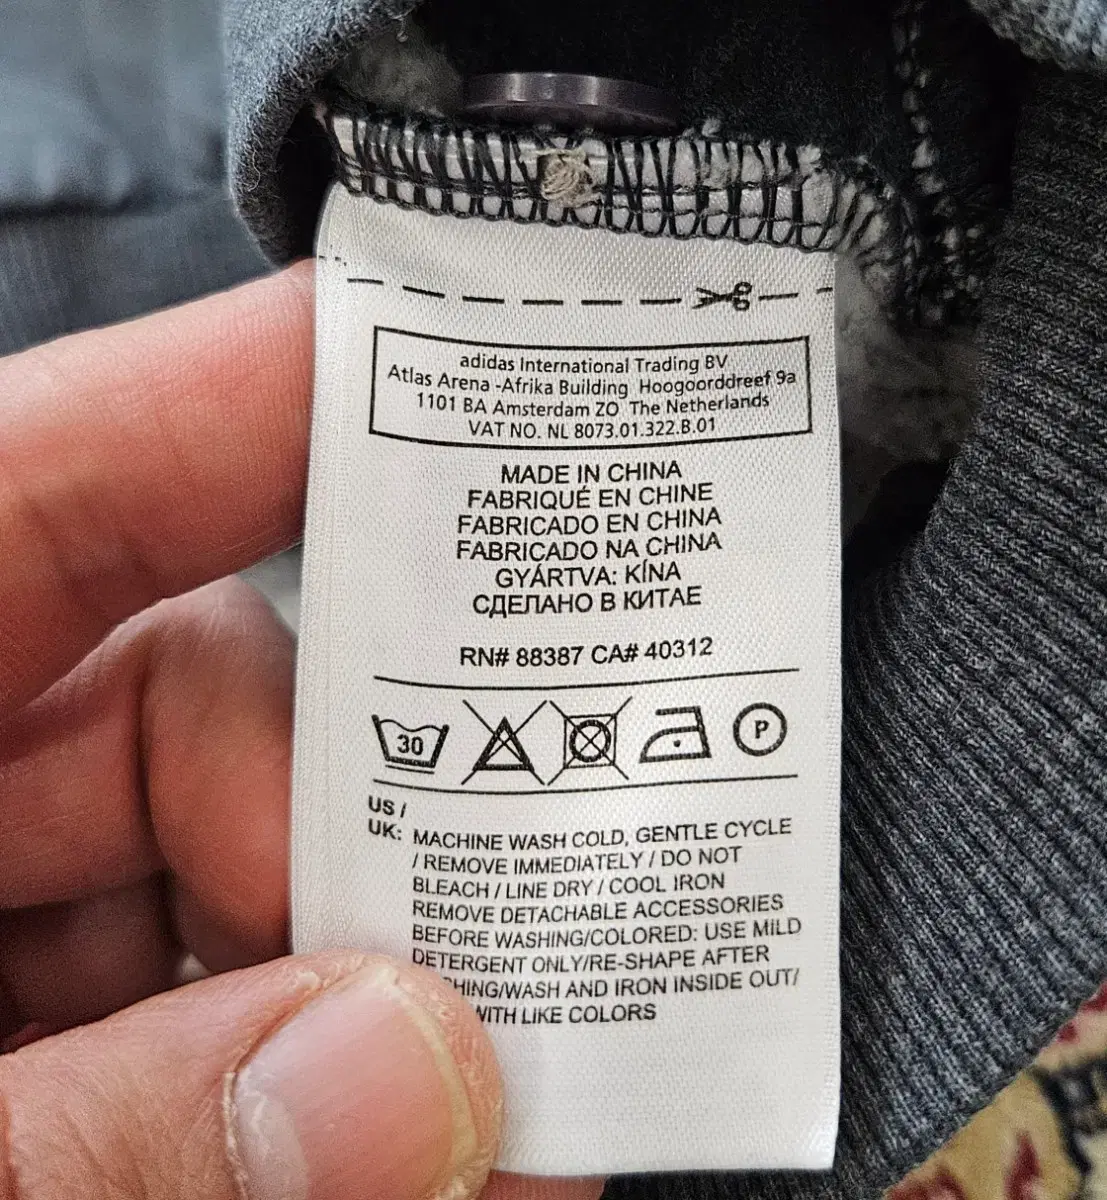 adidas International Trading BV
Atlas Arena -Afrika Building Hoogoorddreef 9a
1101 BA Amsterdam ZO The Netherlands
VAT NO. NL 8073.01.322.B.01
MADE IN CHINA
FABRIQUÉ EN CHINE
FABRICADO EN CHINA
FABRICADO NA CHINA
GYÁRTVA: KÍNA
СДЕЛАНО В КИТАЕ
RN# 88387 CA# 40312
30 P
US /
UK: MACHINE WASH COLD, GENTLE CYCLE
/ REMOVE IMMEDIATELY / DO NOT
BLEACH / LINE DRY / COOL IRON
REMOVE DETACHABLE ACCESSORIES
BEFORE WASHING/COLORED: USE MILD
DETERGENT ONLY/RE-SHAPE AFTER
HING/WASH AND IRON INSIDE OUT/
WITH LIKE COLORS